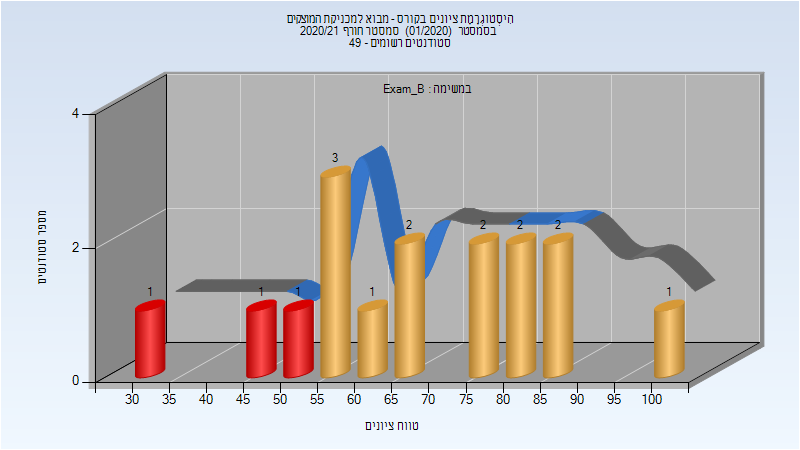 היסטוגרמת ציונים בקורס - מבוא למכניקת המוצקים
בסמסטר (01/2020) סמסטר חורף 2020/21
סטודנטים רשומים - 49
במשימה : Exam_B
מספר סטודנטים
4
2
0
1
1
1
3
1
2
2
2
2
1
30 35 40 45 50 55 60 65 70 75 80 85 90 95 100
טווח ציונים